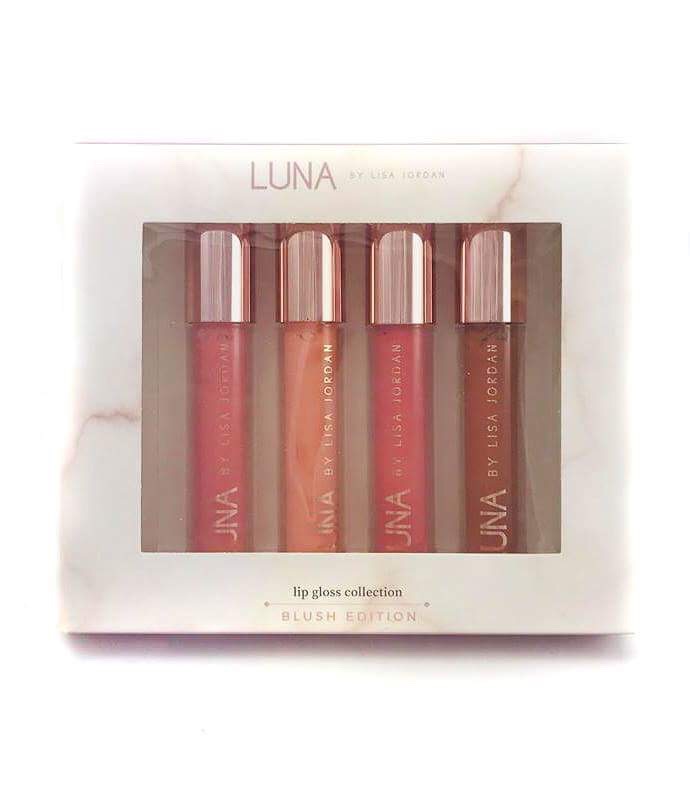 LUNA BY LISA JORDAN
UNA BY LISA JORDAN
UNA BY LISA JORDAN
UNA BY LISA JORDAN
UNA BY LISA JORDAN
lip gloss collection
BLUSH EDITION